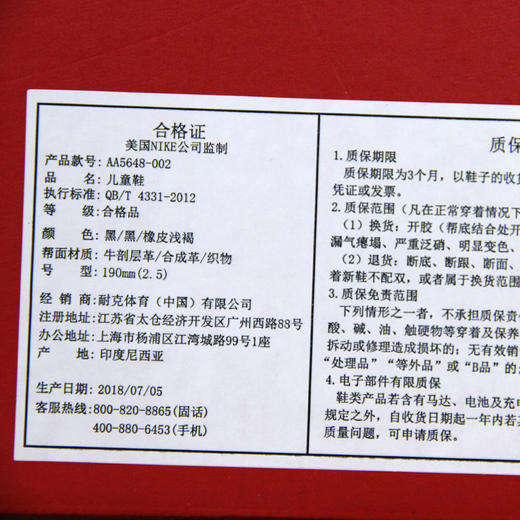 合格证
美国NIKE公司监制
产品款号: AA5648-002
品 名: 儿童鞋
执行标准: QB/T 4331-2012
等 级: 合格品
颜 色: 黑/黑/橡皮浅褐
帮面材质: 牛剖层革/合成革/织物
型 号: 190mm(2.5)
经 销 商: 耐克体育（中国）有限公司
注册地址: 江苏省太仓经济开发区广州西路88号
办公地址: 上海市杨浦区江湾城路99号1座
产 地: 印度尼西亚
生产日期: 2018/07/05
客服热线: 800-820-8865(固话)
400-880-6453(手机)
质保
1. 质保期限
质保期限为3个月，以鞋子的收货
凭证或发票。
2. 质保范围（凡在正常穿着情况下
（1）换货：开胶（帮底结合处开
漏气瘪塌、严重泛硝、明显变色、
（2）退货：断底、断跟、断面、
着新鞋不配双，或者属于换货范围
3. 质保免责范围
下列情形之一者，不承担质保责
酸、碱、油、触硬物等穿着及保养
拆动或修理造成损坏的；无有效销
“处理品”“等外品”或“B品”的；
4. 电子部件有限质保
鞋类产品若含有马达、电池及充电
规定之外，自收货日期起一年内若
质量问题，可申请质保。